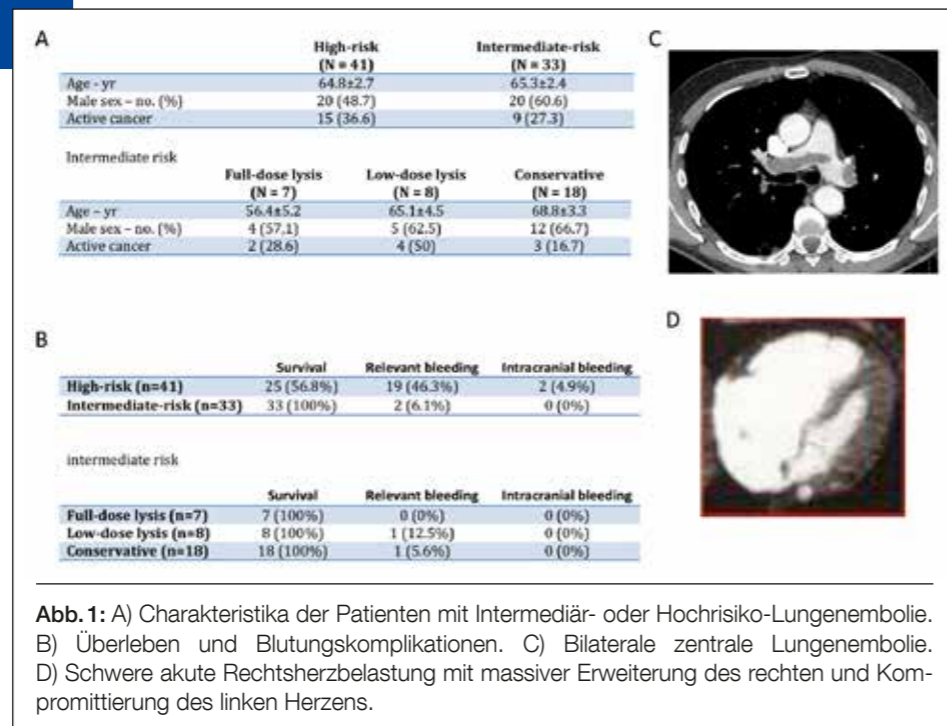 A
High-risk Intermediate-risk
(N = 41) (N = 33)
Age - yr 64.8±2.7 65.3±2.4
Male sex – no. (%) 20 (48.7) 20 (60.6)
Active cancer 15 (36.6) 9 (27.3)
Intermediate risk
Full-dose lysis Low-dose lysis Conservative
(N = 7) (N = 8) (N = 18)
Age – yr 56.4±5.2 65.1±4.5 68.8±3.3
Male sex – no. (%) 4 (57,1) 5 (62.5) 12 (66.7)
Active cancer 2 (28.6) 4 (50) 3 (16.7)
B
Survival Relevant bleeding Intracranial bleeding
High-risk (n=41) 25 (56.8%) 19 (46.3%) 2 (4.9%)
Intermediate-risk (n=33) 33 (100%) 2 (6.1%) 0 (0%)
intermediate risk
Survival Relevant bleeding Intracranial bleeding
Full-dose lysis (n=7) 7 (100%) 0 (0%) 0 (0%)
Low-dose lysis (n=8) 8 (100%) 1 (12.5%) 0 (0%)
Conservative (n=18) 18 (100%) 1 (5.6%) 0 (0%)
C
D
Abb. 1: A) Charakteristika der Patienten mit Intermediär- oder Hochrisiko-Lungenembolie.
B) Überleben und Blutungskomplikationen. C) Bilaterale zentrale Lungenembolie.
D) Schwere akute Rechtsherzbelastung mit massiver Erweiterung des rechten und Kom-
promittierung des linken Herzens.